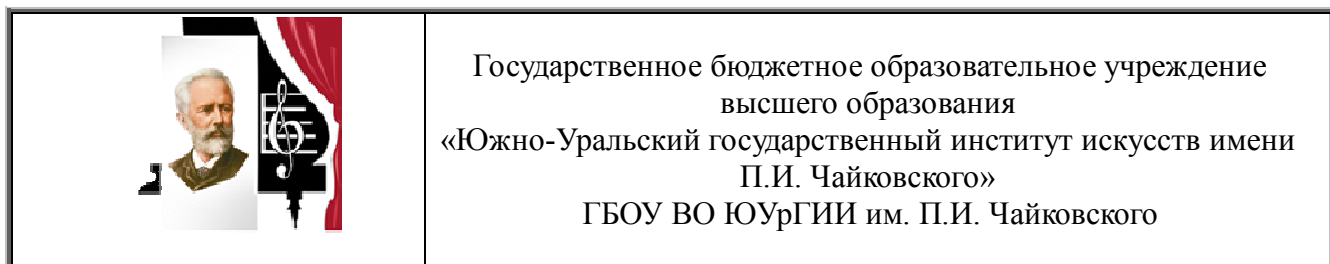 Государственное бюджетное образовательное учреждение
высшего образования
«Южно-Уральский государственный институт искусств имени
П.И. Чайковского»
ГБОУ ВО ЮУрГИИ им. П.И. Чайковского